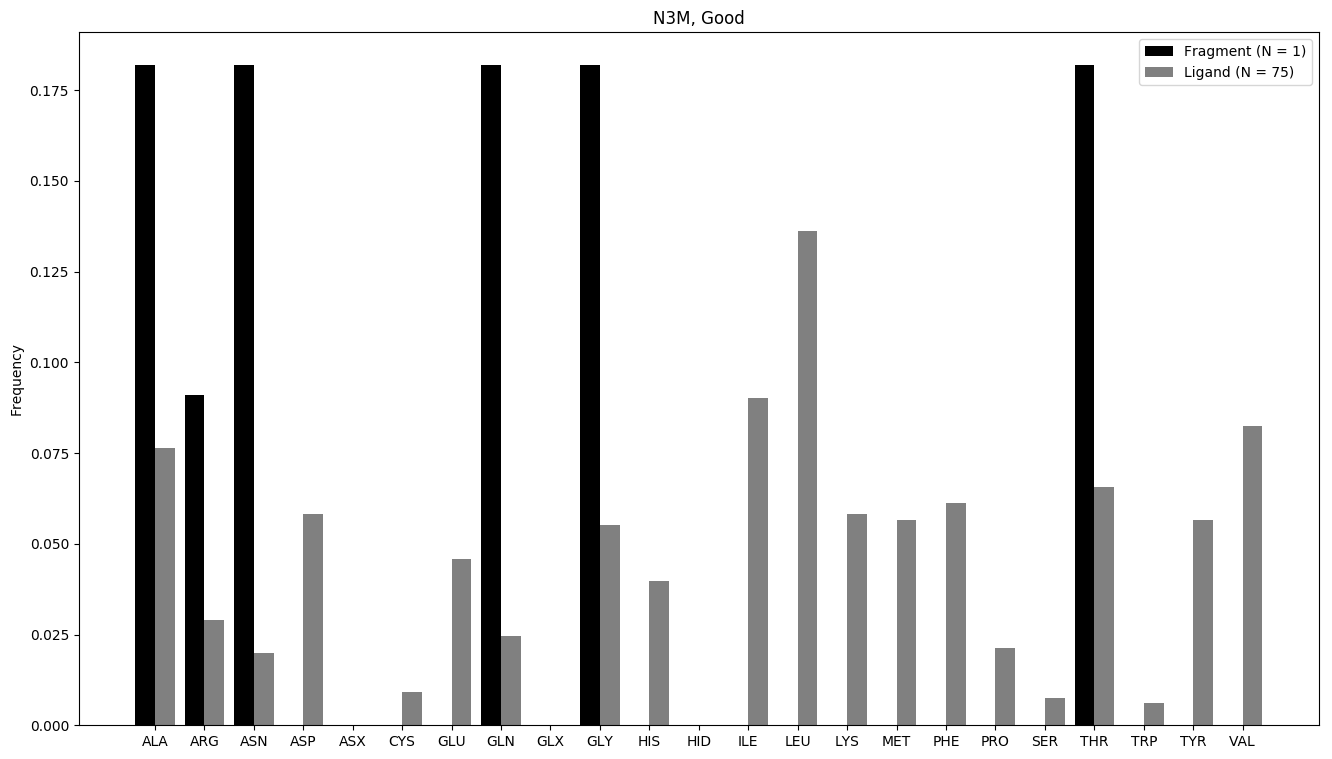 N3M, Good
Fragment (N = 1)
Ligand (N = 75)
Frequency
0.175
0.150
0.125
0.100
0.075
0.050
0.025
0.000
ALA ARG ASN ASP ASX CYS GLU GLN GLX GLY HIS HID ILE LEU LYS MET PHE PRO SER THR TRP TYR VAL